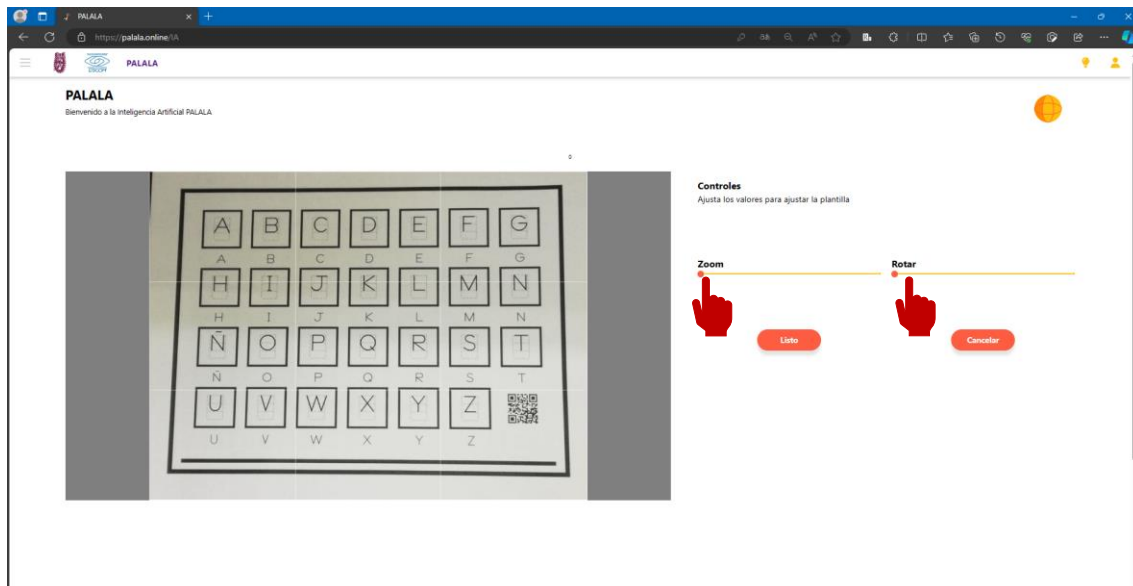 PALALA
https://palala.online/IA
PALALA
PALALA
Bienvenido a la Inteligencia Artificial PALALA
0
A B C D E F G
A B C D E F G
H I J K L M N
H I J K L M N
Ñ O P Q R S T
Ñ O P Q R S T
U V W X Y Z
U V W X Y Z
Controles
Ajusta los valores para ajustar la plantilla
Zoom Rotar
Listo Cancelar